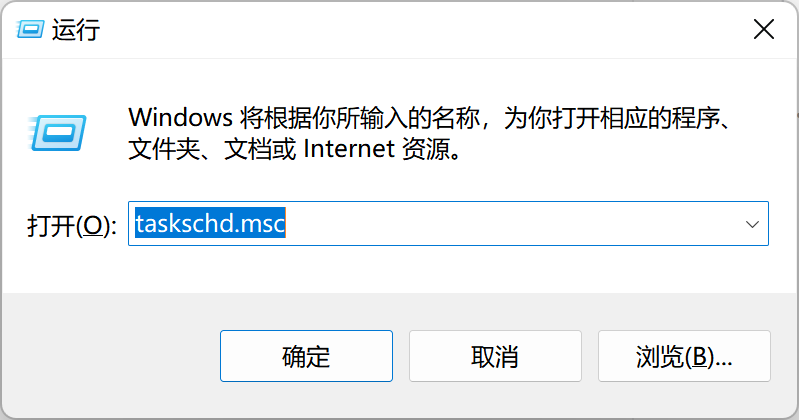 运行
Windows 将根据你所输入的名称，为你打开相应的程序、
文件夹、文档或 Internet 资源。
打开(O): taskschd.msc
确定 取消 浏览(B)...